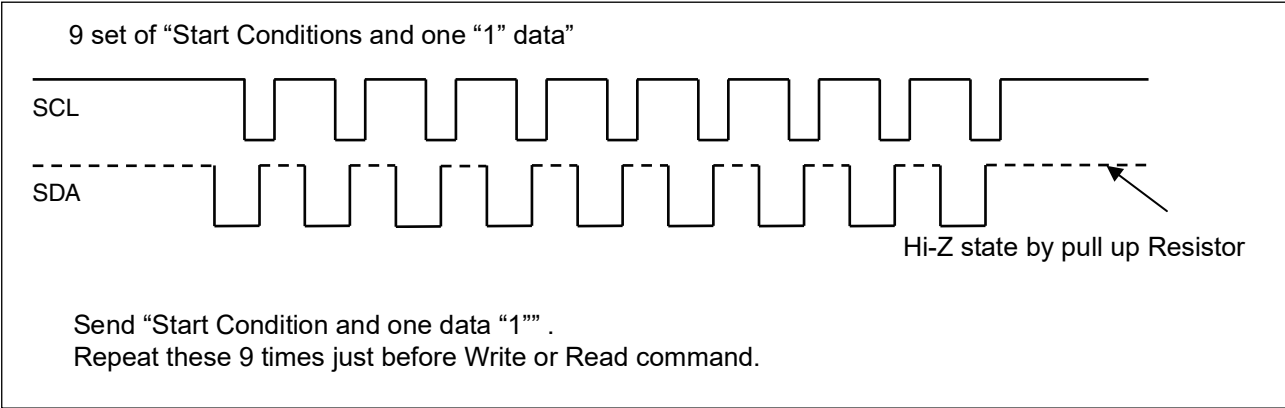 9 set of “Start Conditions and one “1” data”
SCL
SDA
Hi-Z state by pull up Resistor
Send “Start Condition and one data “1”” .
Repeat these 9 times just before Write or Read command.